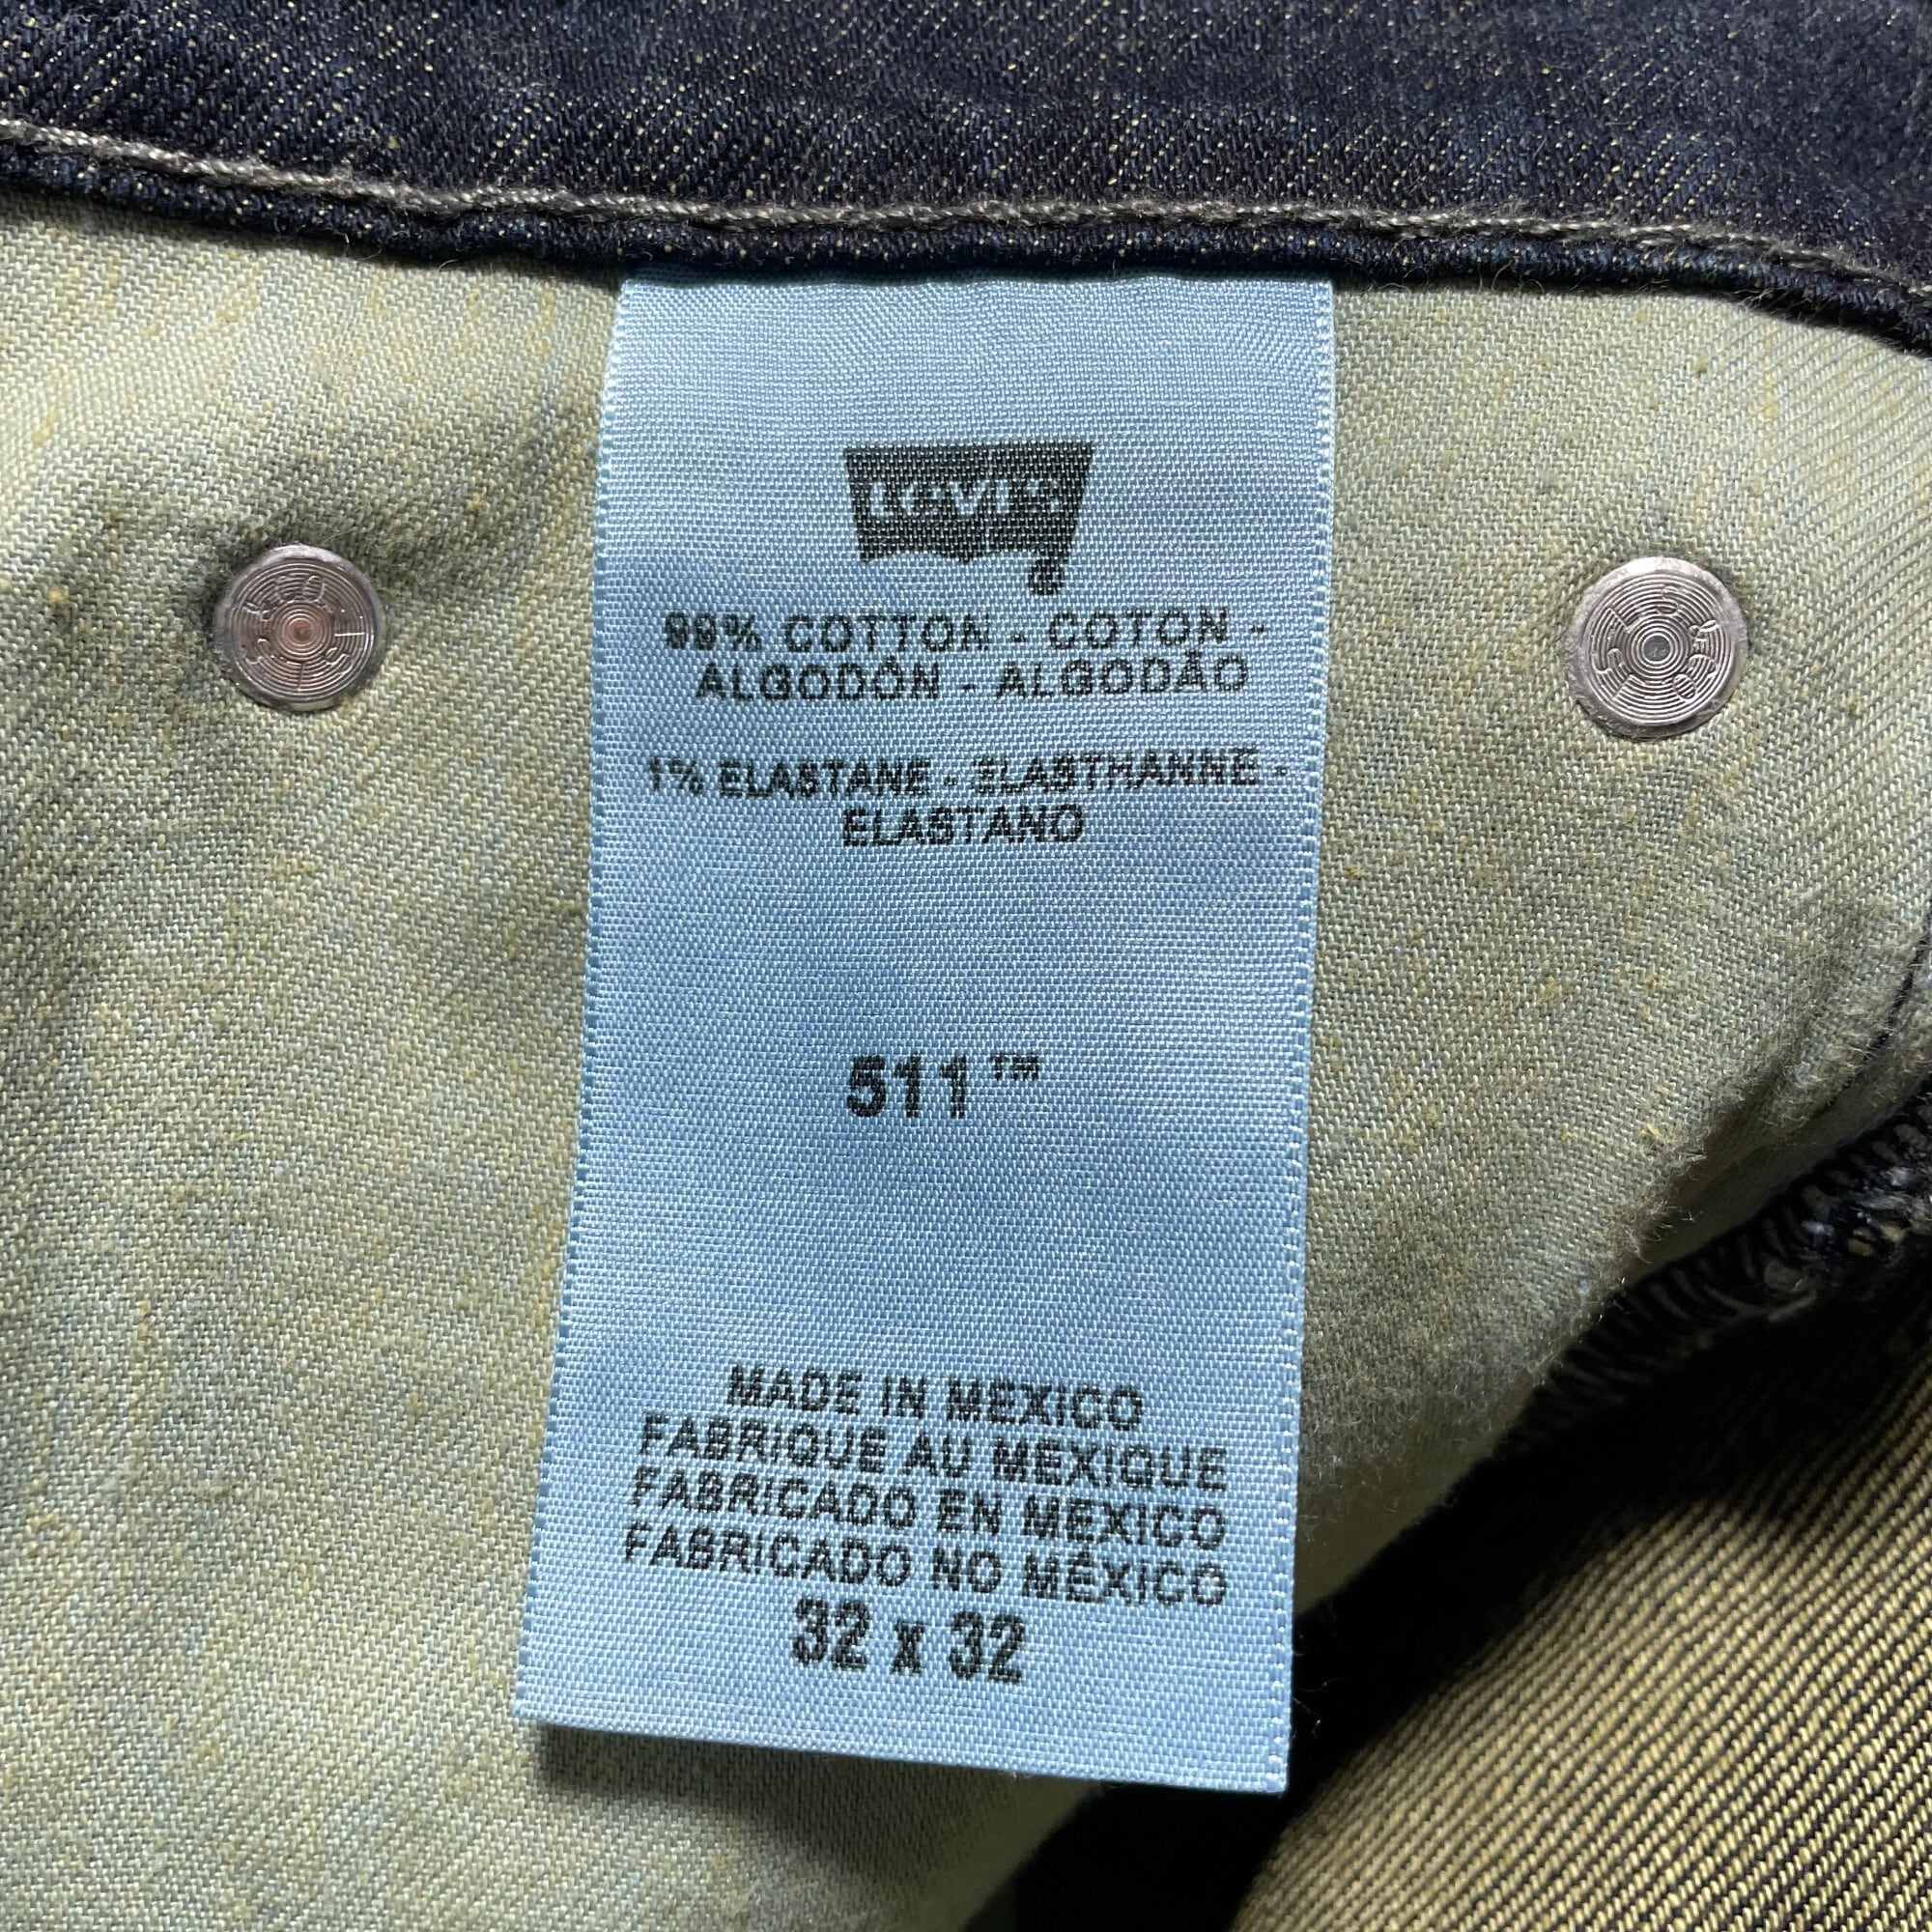 Levi's
99% COTTON - COTON -
ALGODÓN - ALGODÃO
1% ELASTANE - ELASTHANNE -
ELASTANO
511™
MADE IN MEXICO
FABRIQUE AU MEXIQUE
FABRICADO EN MÉXICO
FABRICADO NO MÉXICO
32 x 32